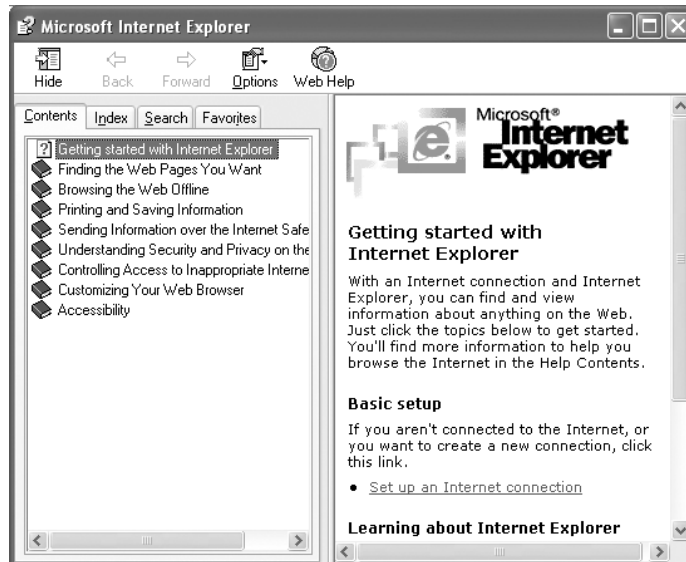 Microsoft Internet Explorer
Hide Back Forward Options Web Help
Contents Index Search Favorites
Getting started with Internet Explorer
Finding the Web Pages You Want
Browsing the Web Offline
Printing and Saving Information
Sending Information over the Internet Safe
Understanding Security and Privacy on the
Controlling Access to Inappropriate Interne
Customizing Your Web Browser
Accessibility
Microsoft®
Internet
Explorer
Getting started with
Internet Explorer
With an Internet connection and Internet
Explorer, you can find and view
information about anything on the Web.
Just click the topics below to get started.
You'll find more information to help you
browse the Internet in the Help Contents.
Basic setup
If you aren't connected to the Internet, or
you want to create a new connection, click
this link.
• Set up an Internet connection
Learning about Internet Explorer